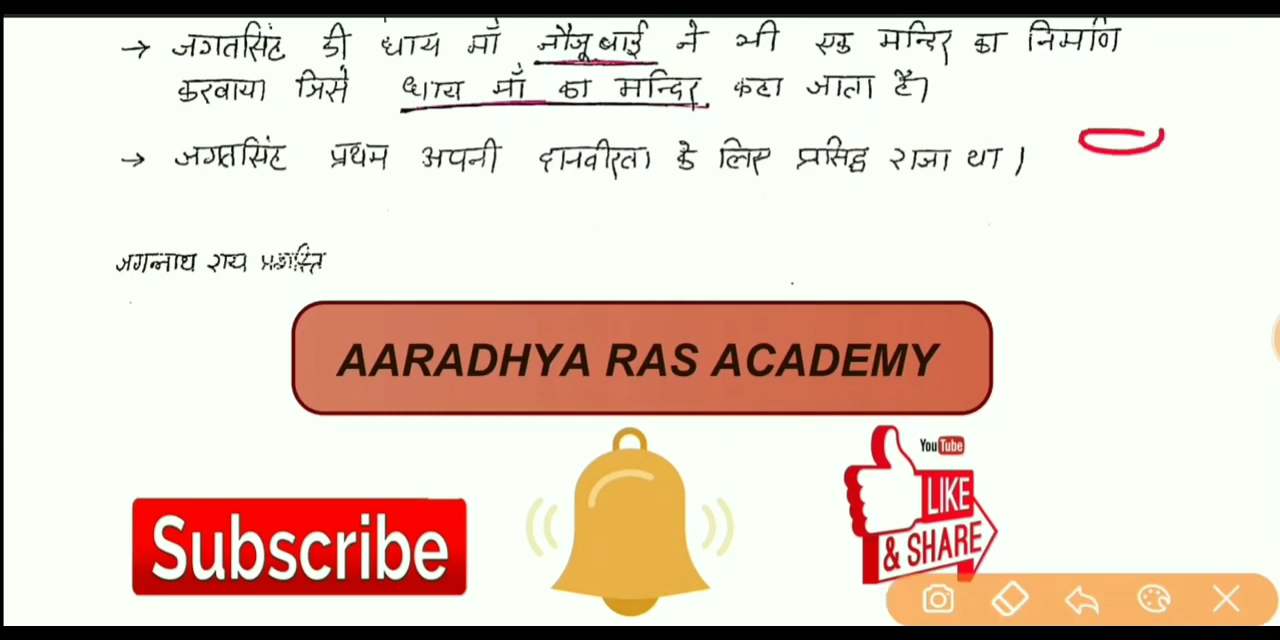 → जगतसिंह की धाय माँ नौजूबाई ने भी एक मन्दिर का निर्माण
करवाया जिसे धाय माँ का मन्दिर कहा जाता है।
→ जगतसिंह प्रथम अपनी दानवीरता के लिए प्रसिद्ध राजा था।
जगन्नाथ राय प्रशस्ति
AARADHYA RAS ACADEMY
Subscribe
YouTube
LIKE
& SHARE